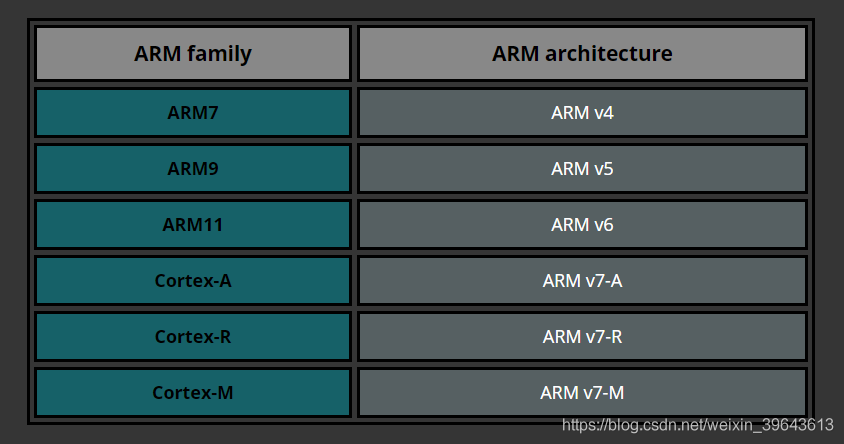 ARM family ARM architecture
ARM7 ARM v4
ARM9 ARM v5
ARM11 ARM v6
Cortex-A ARM v7-A
Cortex-R ARM v7-R
Cortex-M ARM v7-M
https://blog.csdn.net/weixin_39643613